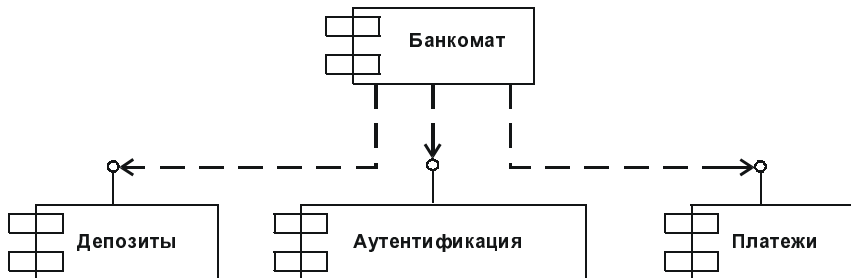 Банкомат
Депозиты
Аутентификация
Платежи